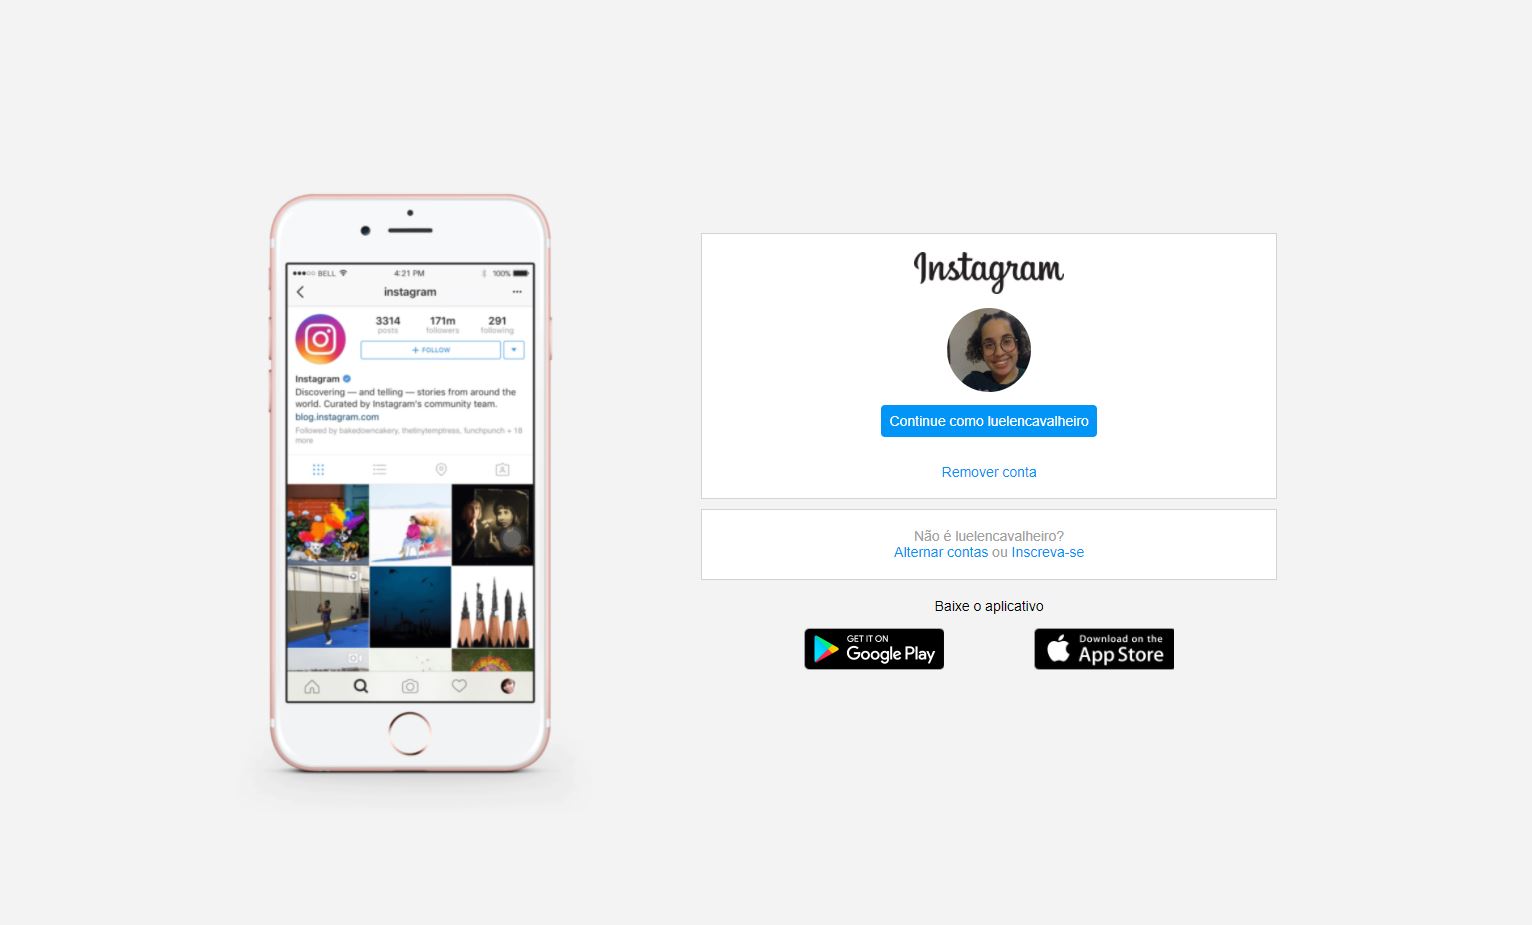 BELL
4:21 PM
100%
instagram
3314
171m
291
posts
followers
following
+ FOLLOW
Instagram
Discovering — and telling — stories from around the
world. Curated by Instagram's community team.
blog.instagram.com
Followed by bakedowncakery, thetinytemptress, funchpunch + 18
more
Instagram
Continue como luelencavalheiro
Remover conta
Não é luelencavalheiro?
Alternar contas ou Inscreva-se
Baixe o aplicativo
GET IT ON
Google Play
Download on the
App Store